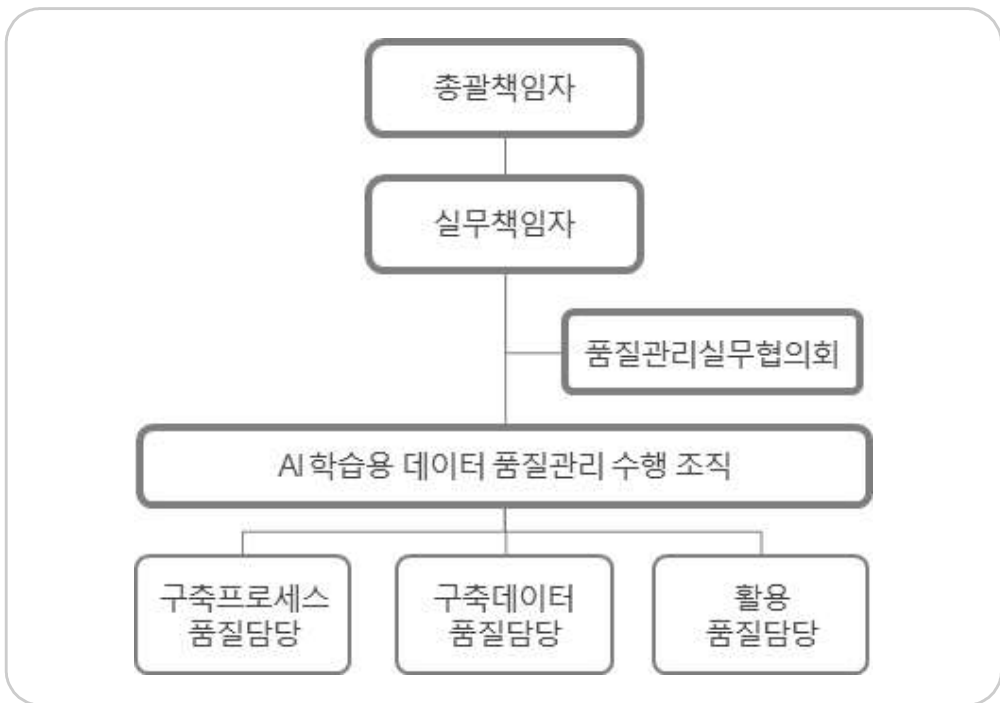 총괄책임자
실무책임자
품질관리실무협의회
AI 학습용 데이터 품질관리 수행 조직
구축프로세스
품질담당
구축데이터
품질담당
활용
품질담당